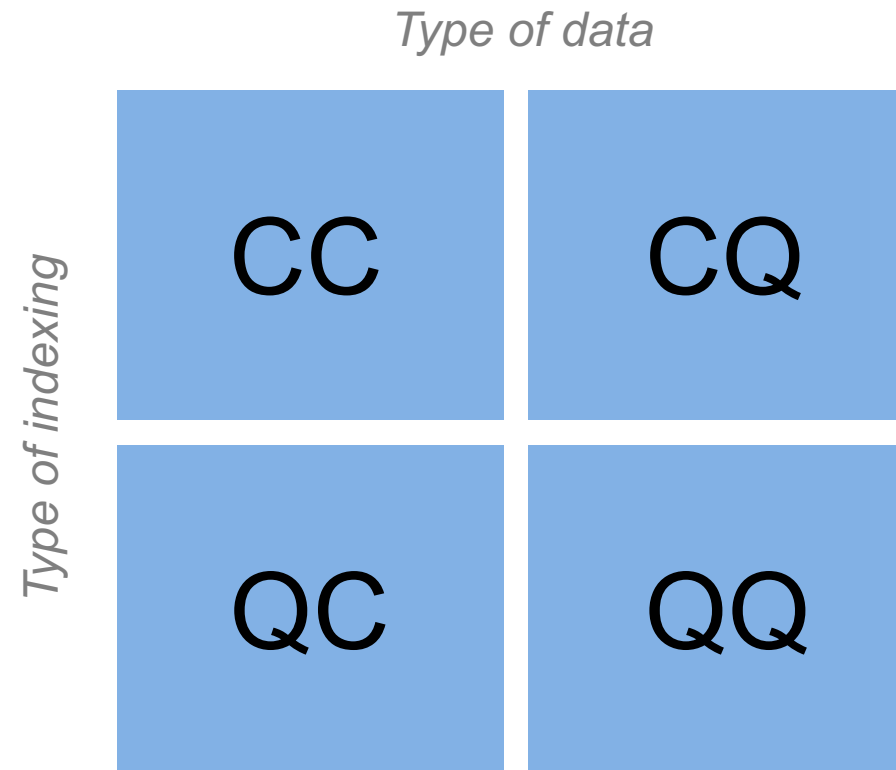 Type of data
Type of indexing
CC CQ
QC QQ